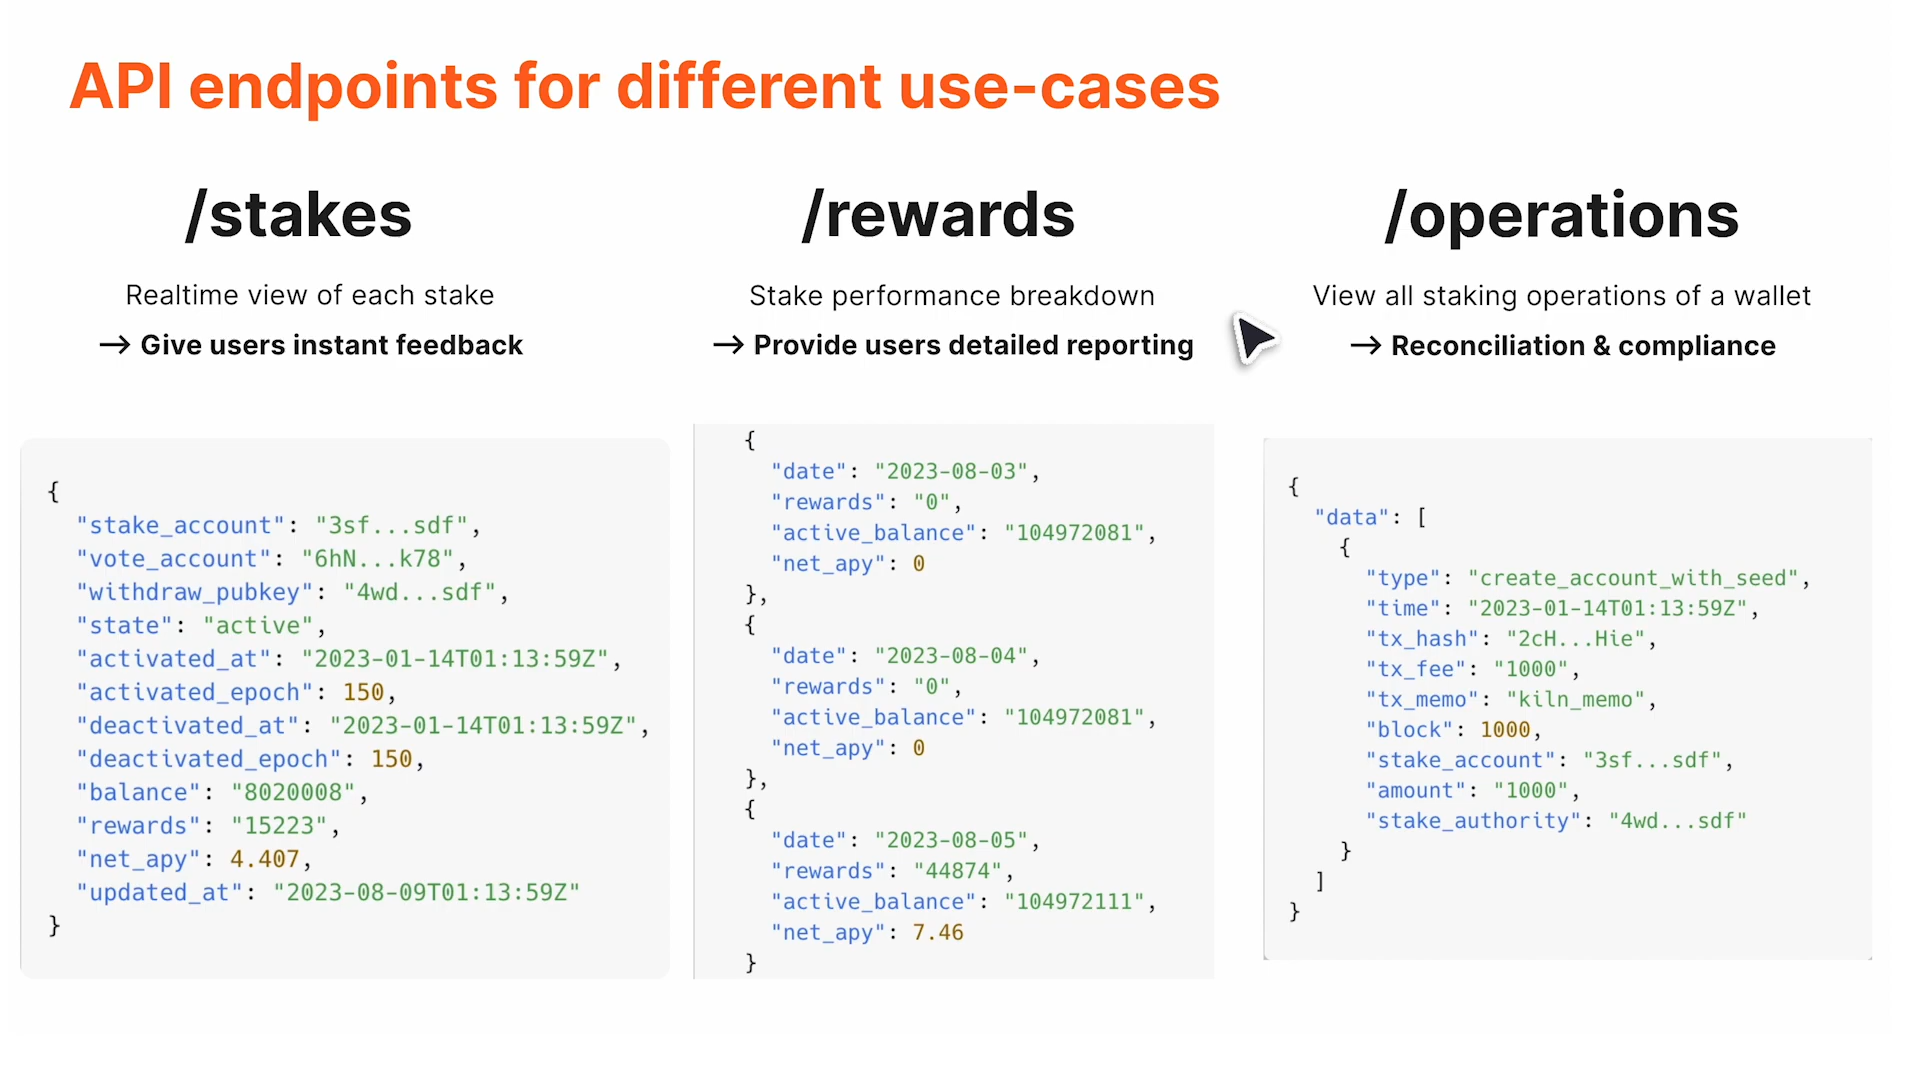 API endpoints for different use-cases
/stakes
Realtime view of each stake
→ Give users instant feedback
{
"stake_account": "3sf...sdf",
"vote_account": "6hN...k78",
"withdraw_pubkey": "4wd...sdf",
"state": "active",
"activated_at": "2023-01-14T01:13:59Z",
"activated_epoch": 150,
"deactivated_at": "2023-01-14T01:13:59Z",
"deactivated_epoch": 150,
"balance": "8020008",
"rewards": "15223",
"net_apy": 4.407,
"updated_at": "2023-08-09T01:13:59Z"
}
/rewards
Stake performance breakdown
→ Provide users detailed reporting
{
"date": "2023-08-03",
"rewards": "0",
"active_balance": "104972081",
"net_apy": 0
},
{
"date": "2023-08-04",
"rewards": "0",
"active_balance": "104972081",
"net_apy": 0
},
{
"date": "2023-08-05",
"rewards": "44874",
"active_balance": "104972111",
"net_apy": 7.46
}
/operations
View all staking operations of a wallet
→ Reconciliation & compliance
{
"data": [
{
"type": "create_account_with_seed",
"time": "2023-01-14T01:13:59Z",
"tx_hash": "2cH...Hie",
"tx_fee": "1000",
"tx_memo": "kiln_memo",
"block": 1000,
"stake_account": "3sf...sdf",
"amount": "1000",
"stake_authority": "4wd...sdf"
}
]
}